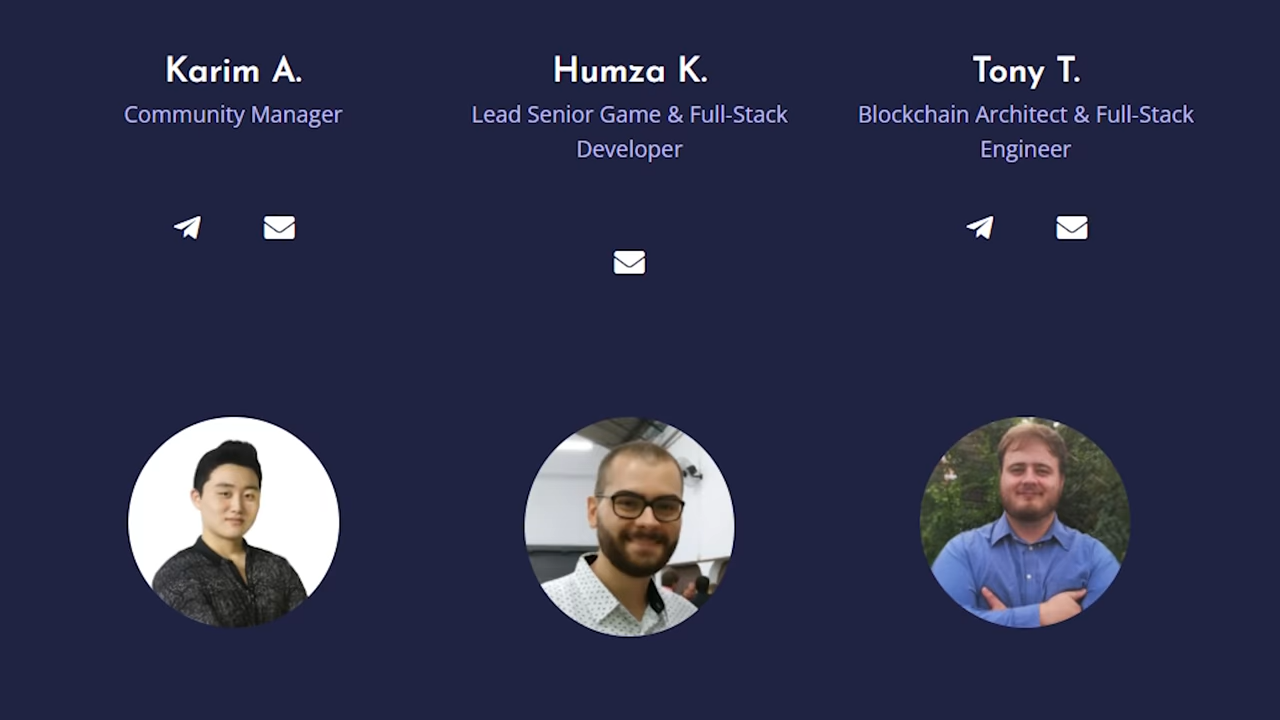 Karim A.
Community Manager
Humza K.
Lead Senior Game & Full-Stack
Developer
Tony T.
Blockchain Architect & Full-Stack
Engineer